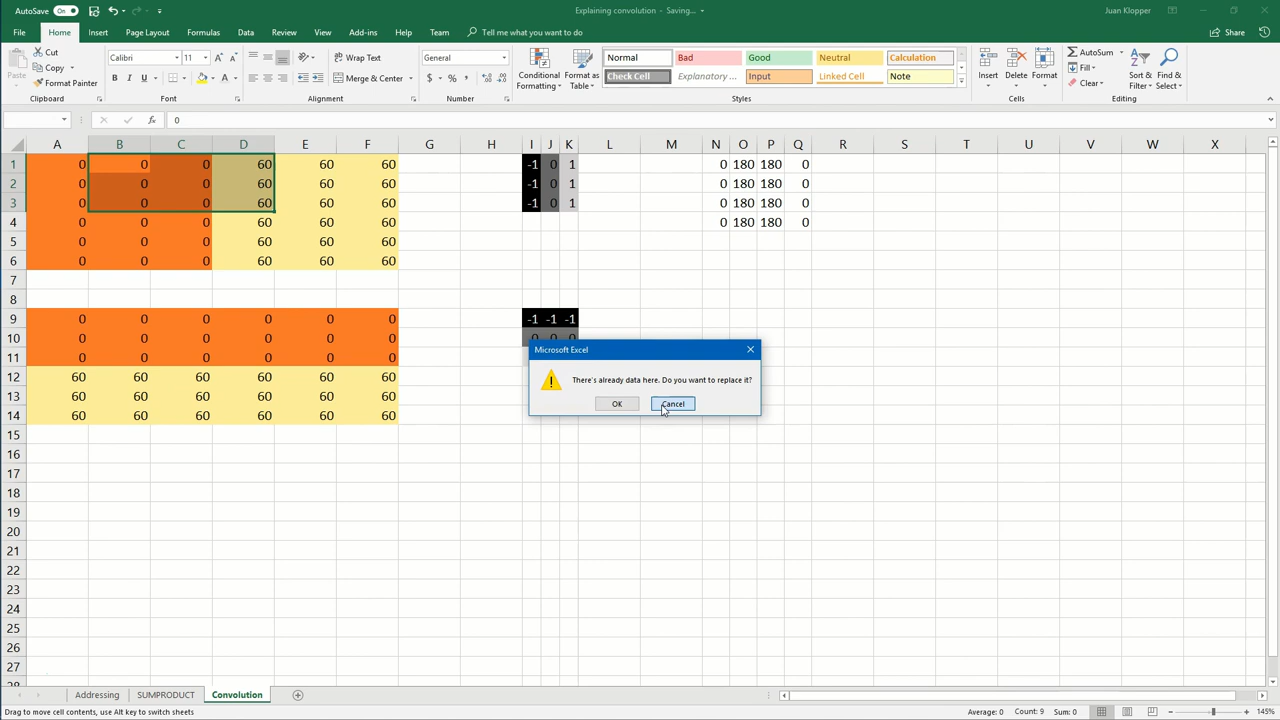 AutoSave On Explaining convolution - Saving... Juan Klopper
File Home Insert Page Layout Formulas Data Review View Add-ins Help Team Tell me what you want to do Share
Paste Cut Copy Format Painter Clipboard
Calibri 11 B I U Font
Wrap Text Merge & Center Alignment
General $ % , Number
Conditional Formatting Format as Table Normal Bad Good Neutral Calculation
Check Cell Explanatory ... Input Linked Cell Note Styles
Insert Delete Format Cells
AutoSum Fill Clear Sort & Filter Find & Select Editing
fx 0
A B C D E F G H I J K L M N O P Q R S T U V W X
1 0 0 0 60 60 60 -1 0 1 0 180 180 0
2 0 0 0 60 60 60 -1 0 1 0 180 180 0
3 0 0 0 60 60 60 -1 0 1 0 180 180 0
4 0 0 0 60 60 60 0 180 180 0
5 0 0 0 60 60 60
6 0 0 0 60 60 60
7
8
9 0 0 0 0 0 0 -1 -1 -1
10 0 0 0 0 0 0 0 0 0
11 0 0 0 0 0 0
12 60 60 60 60 60 60
13 60 60 60 60 60 60
14 60 60 60 60 60 60
15
16
17
18
19
20
21
22
23
24
25
26
27
28
Microsoft Excel
There's already data here. Do you want to replace it?
OK Cancel
Addressing SUMPRODUCT Convolution
Drag to move cell contents, use Alt key to switch sheets Average: 0 Count: 9 Sum: 0 145%